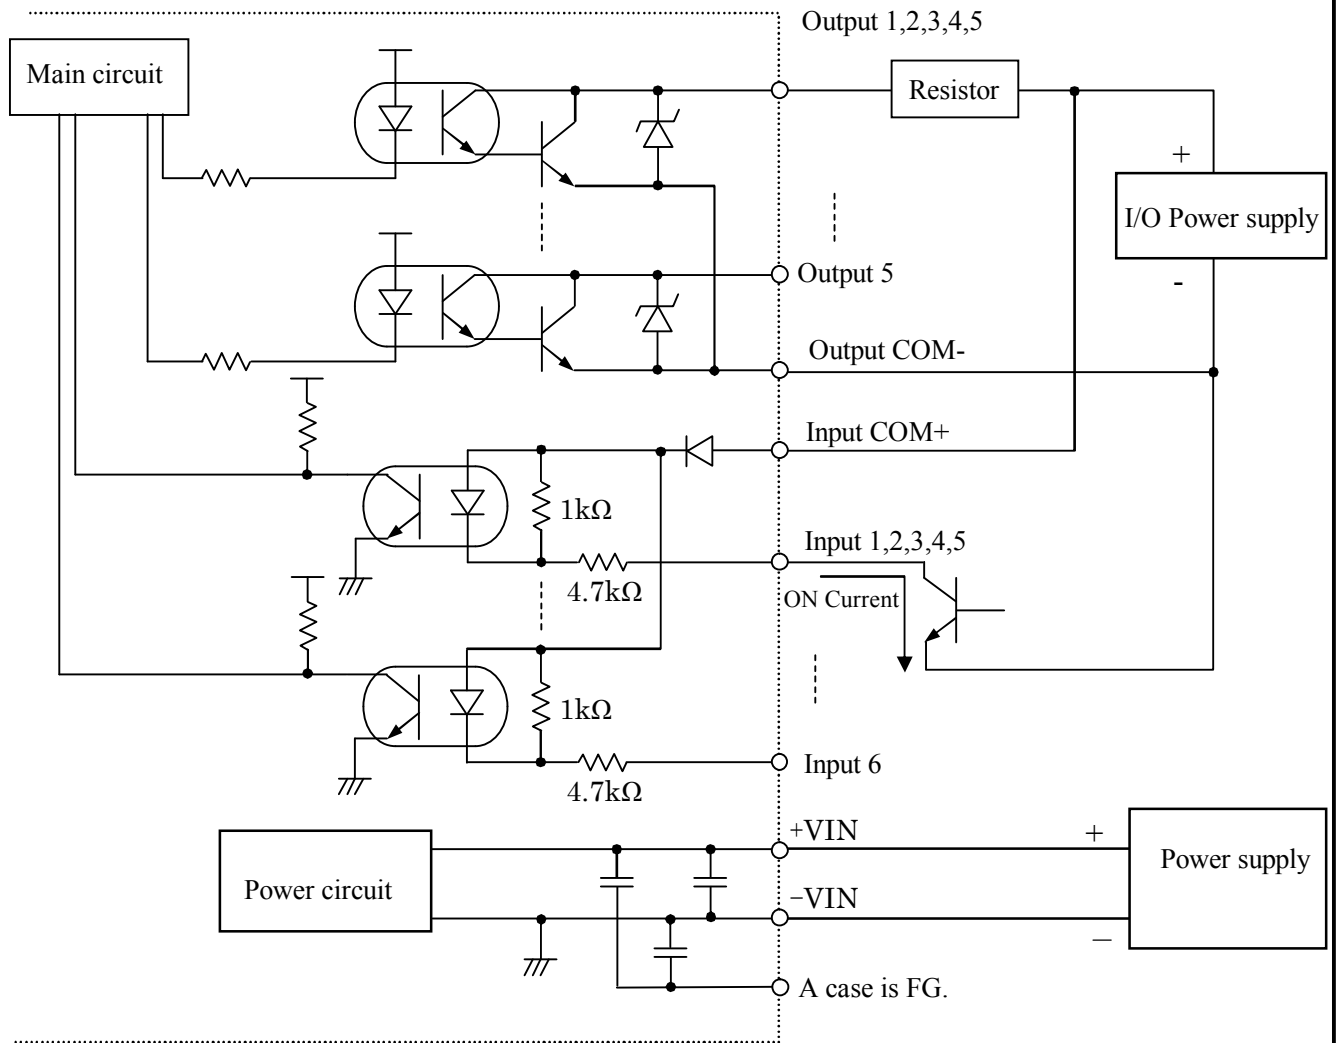 Output 1,2,3,4,5
Main circuit
Resistor
+
I/O Power supply
-
Output 5
Output COM-
Input COM+
1kΩ
Input 1,2,3,4,5
4.7kΩ
ON Current
1kΩ
Input 6
4.7kΩ
+VIN
+
Power supply
Power circuit
−VIN
−
A case is FG.